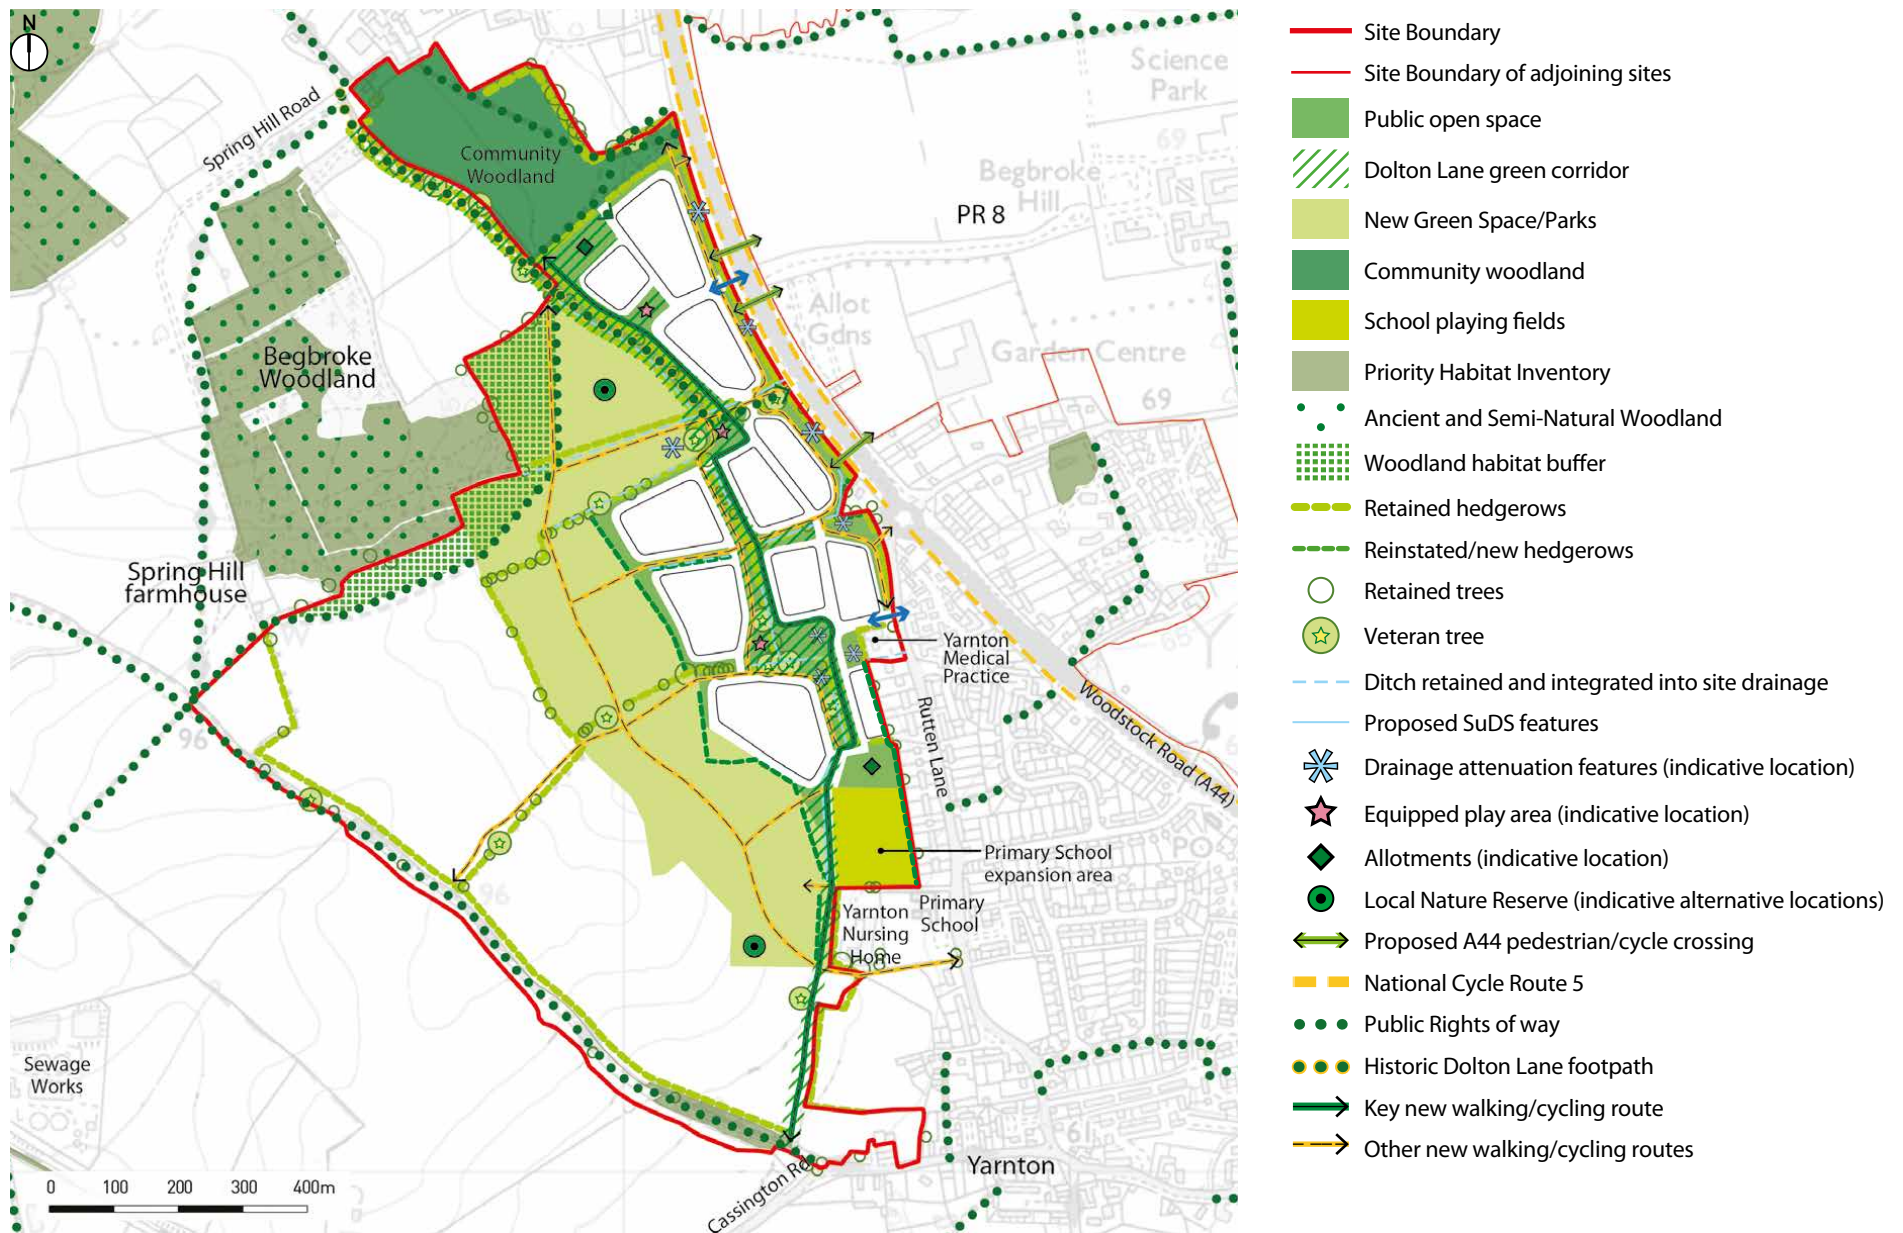 N
Spring Hill Road
Community
Woodland
Science
Park
69
Begbroke
Hill
PR 8
Allot
Gdns
Garden Centre
69
Begbroke
Woodland
Spring Hill
farmhouse
96
96
Yarnton
Medical
Practice
Rutten Lane
Woodstock Road (A44)
Primary School
expansion area
Primary
School
Yarnton
Nursing
Home
Sewage
Works
61
Yarnton
Cassington Rd
0 100 200 300 400m
Site Boundary
Site Boundary of adjoining sites
Public open space
Dolton Lane green corridor
New Green Space/Parks
Community woodland
School playing fields
Priority Habitat Inventory
Ancient and Semi-Natural Woodland
Woodland habitat buffer
Retained hedgerows
Reinstated/new hedgerows
Retained trees
Veteran tree
Ditch retained and integrated into site drainage
Proposed SuDS features
Drainage attenuation features (indicative location)
Equipped play area (indicative location)
Allotments (indicative location)
Local Nature Reserve (indicative alternative locations)
Proposed A44 pedestrian/cycle crossing
National Cycle Route 5
Public Rights of way
Historic Dolton Lane footpath
Key new walking/cycling route
Other new walking/cycling routes